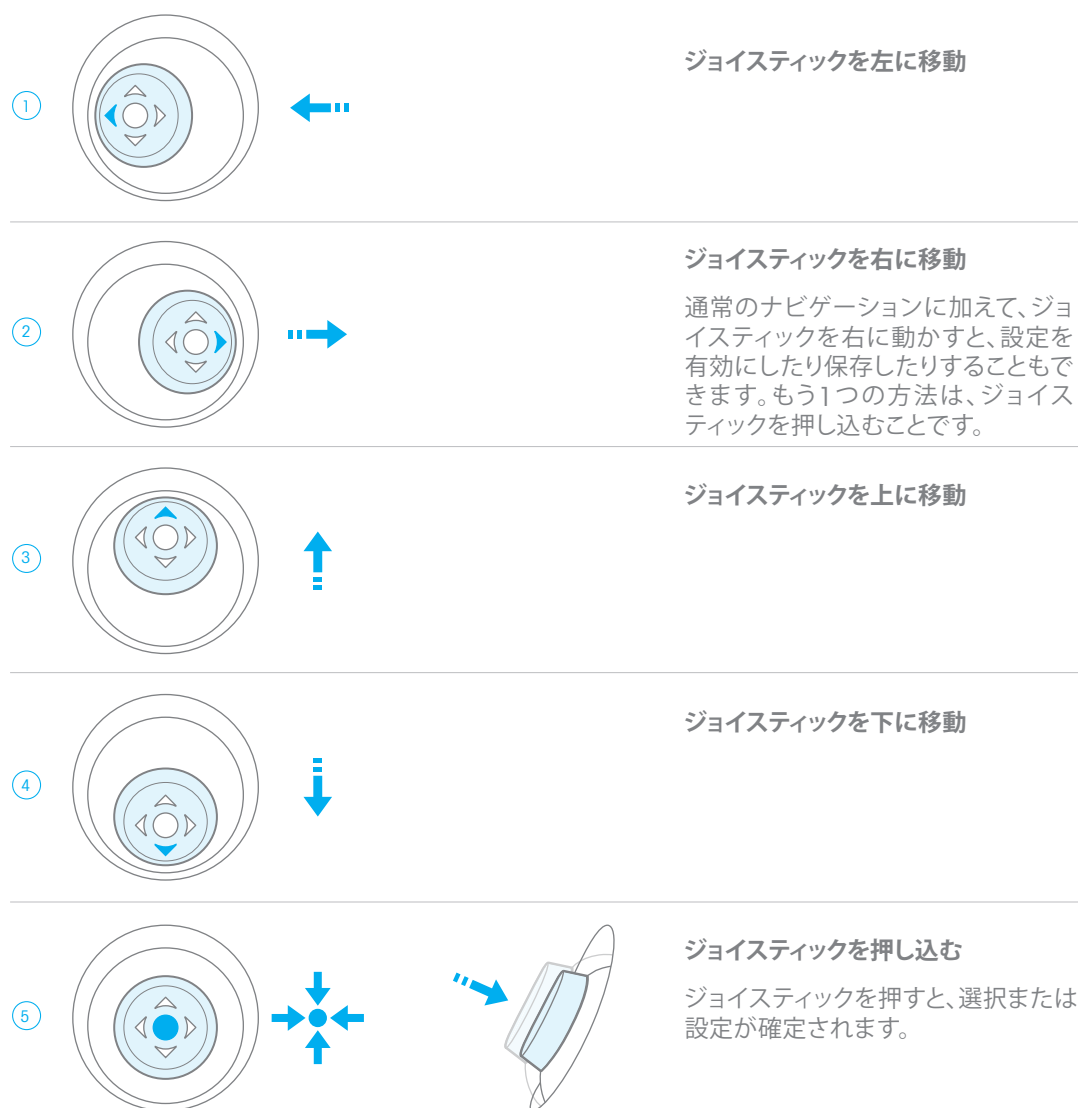 1
ジョイスティックを左に移動
2
ジョイスティックを右に移動
通常のナビゲーションに加えて、ジョ
イスティックを右に動かすと、設定を
有効にしたり保存したりすることもで
きます。もう1つの方法は、ジョイス
ティックを押し込むことです。
3
ジョイスティックを上に移動
4
ジョイスティックを下に移動
5
ジョイスティックを押し込む
ジョイスティックを押すと、選択または
設定が確定されます。